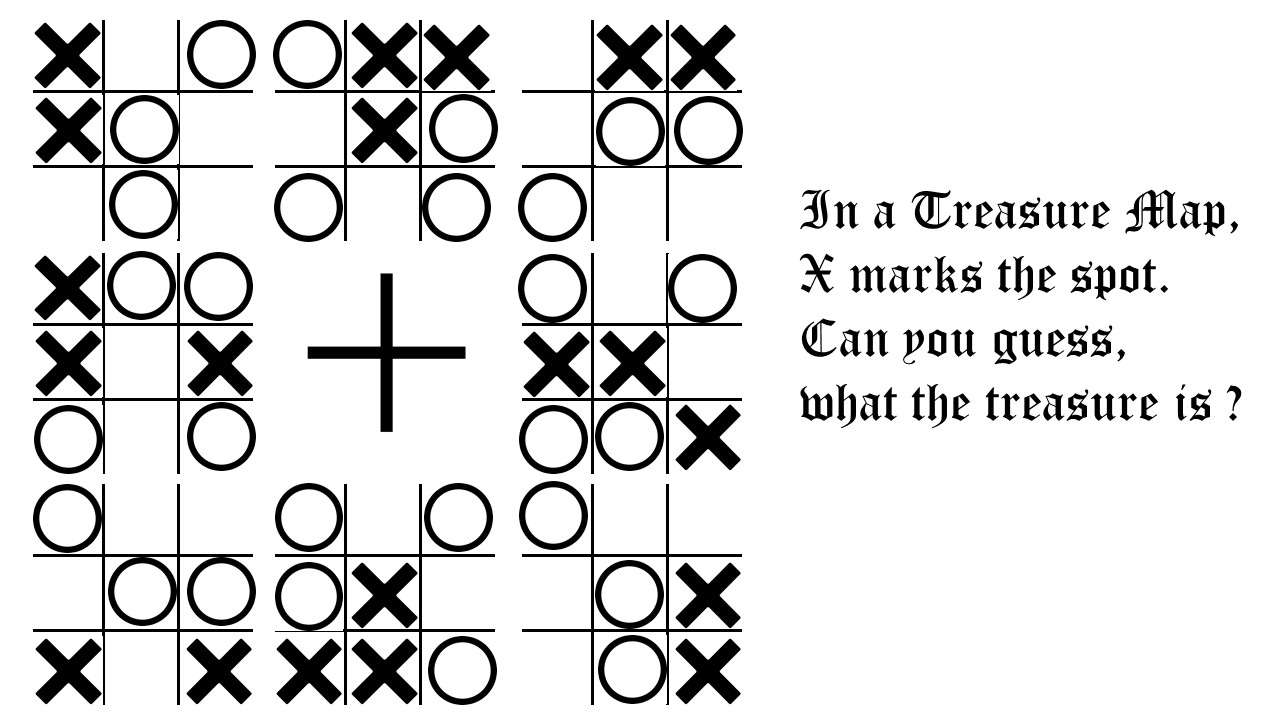 In a Treasure Map,
X marks the spot.
Can you guess,
what the treasure is ?